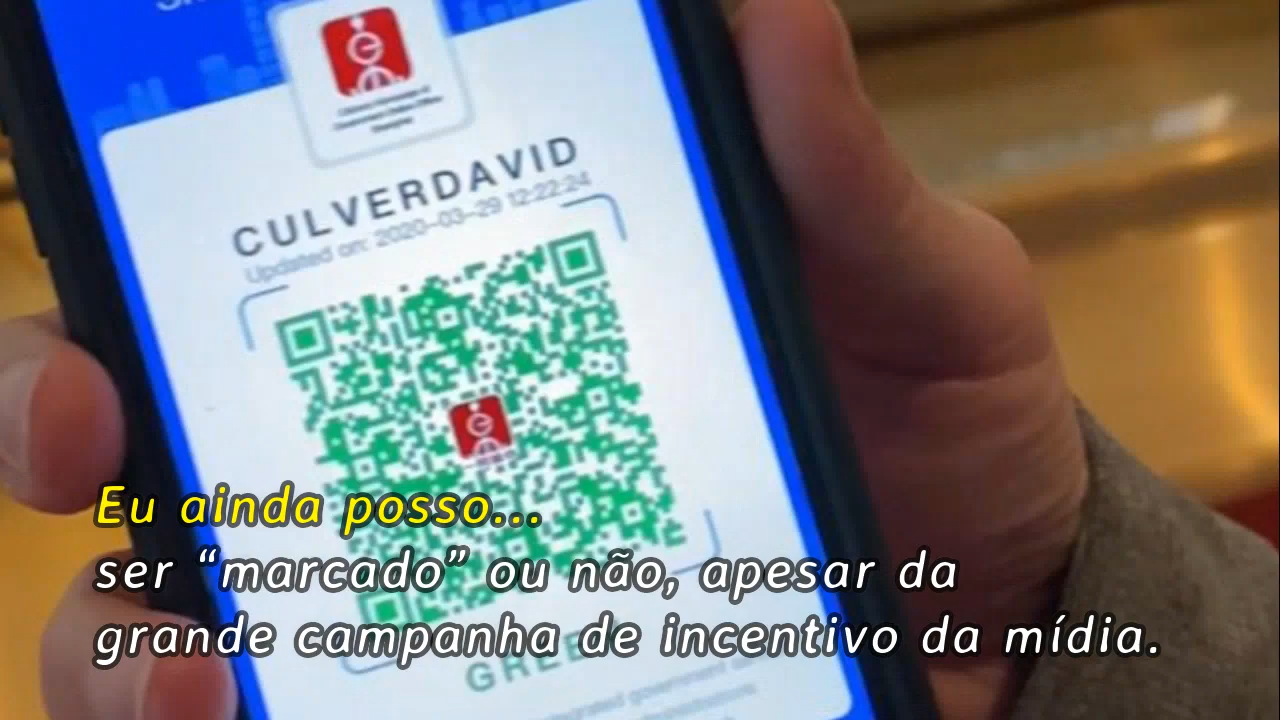 CULVERDAVID
Updated on: 2020-03-29 12:22:24
Eu ainda posso...
ser “marcado” ou não, apesar da
grande campanha de incentivo da mídia.
GREEN